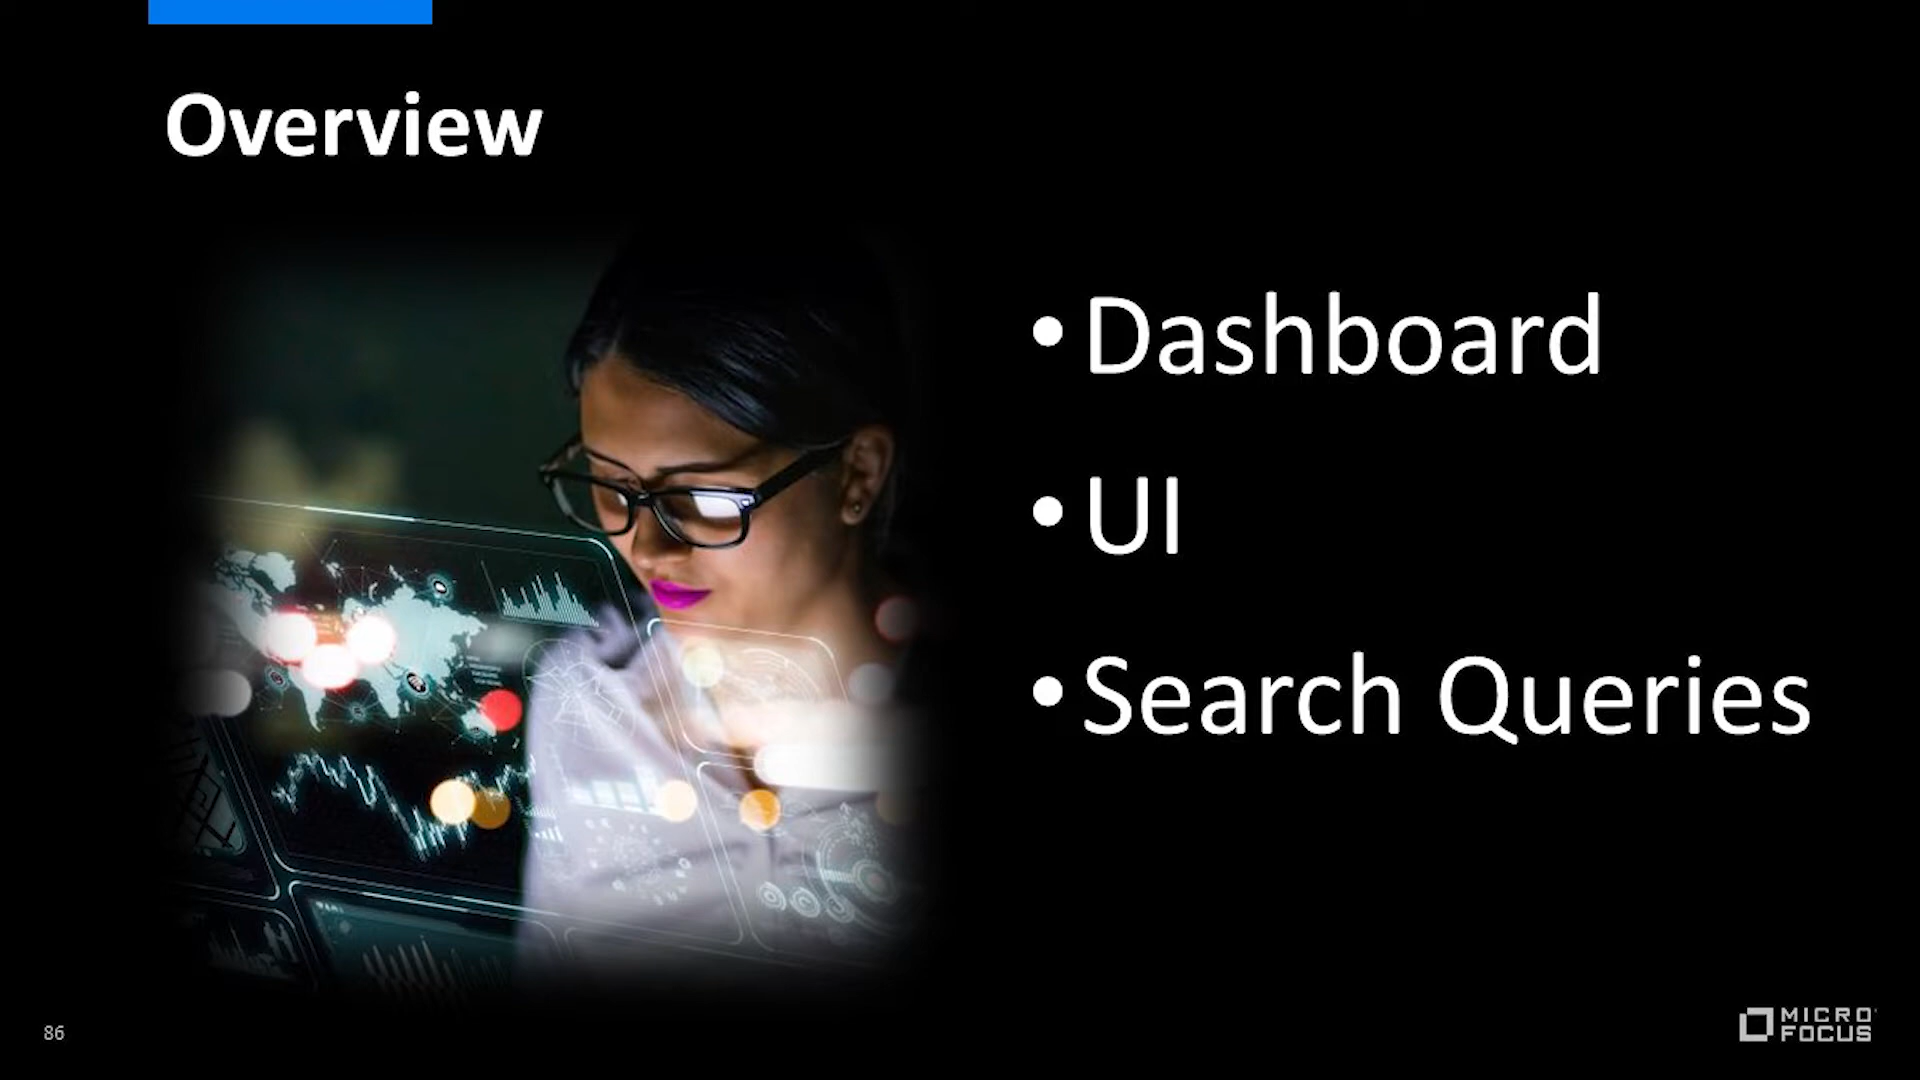 Overview
• Dashboard
• UI
• Search Queries
86
MICRO
FOCUS